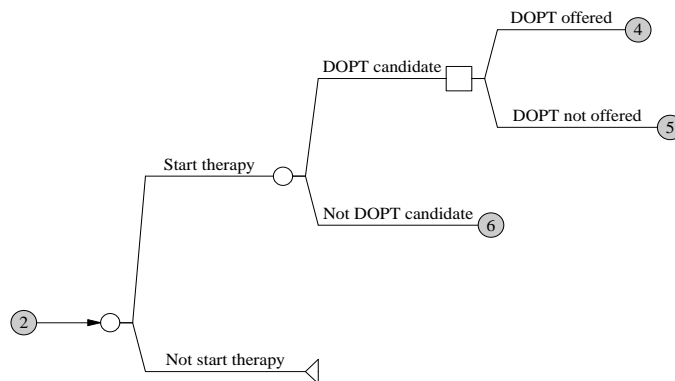 DOPT offered
4
DOPT candidate
DOPT not offered
5
Start therapy
Not DOPT candidate
6
2
Not start therapy